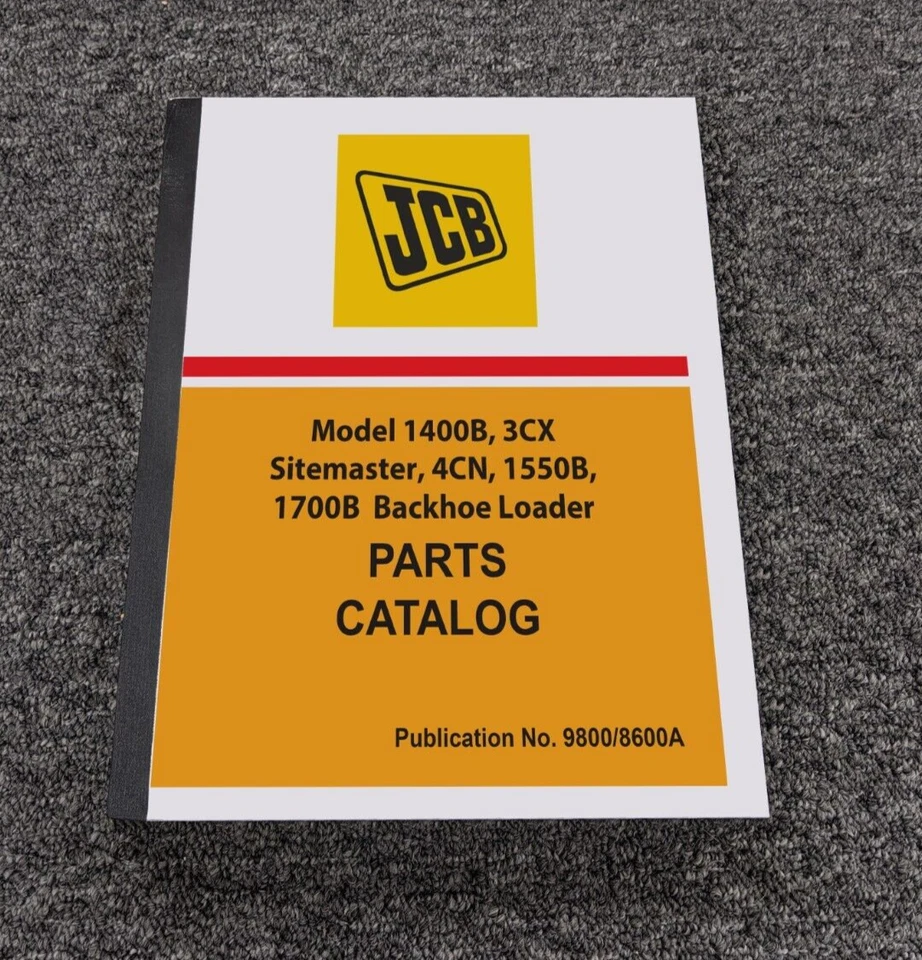 JCB
Model 1400B, 3CX
Sitemaster, 4CN, 1550B,
1700B Backhoe Loader
PARTS
CATALOG
Publication No. 9800/8600A